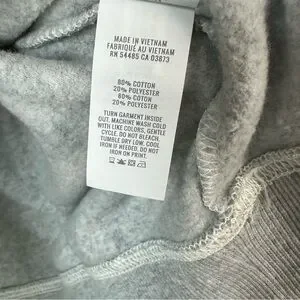 MADE IN VIETNAM
FABRIQUÉ AU VIETNAM
RN 54485 CA 03873
80% COTTON
20% POLYESTER
80% COTON
20% POLYESTER
TURN GARMENT INSIDE
OUT. MACHINE WASH COLD
WITH LIKE COLORS, GENTLE
CYCLE. DO NOT BLEACH.
TUMBLE DRY LOW. COOL
IRON IF NEEDED. DO NOT
IRON ON PRINT.